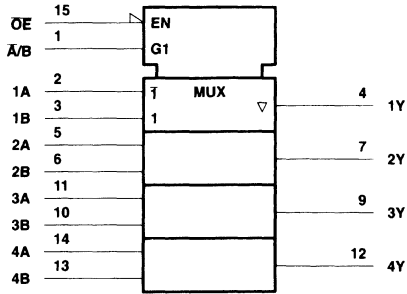 15
O̅E̅ EN
1
A̅/B G1
2
1A 1̅ MUX 4
3 ▽ 1Y
1B 1
5
2A 7
6 2Y
2B
11
3A 9
10 3Y
3B
14
4A 12
13 4Y
4B